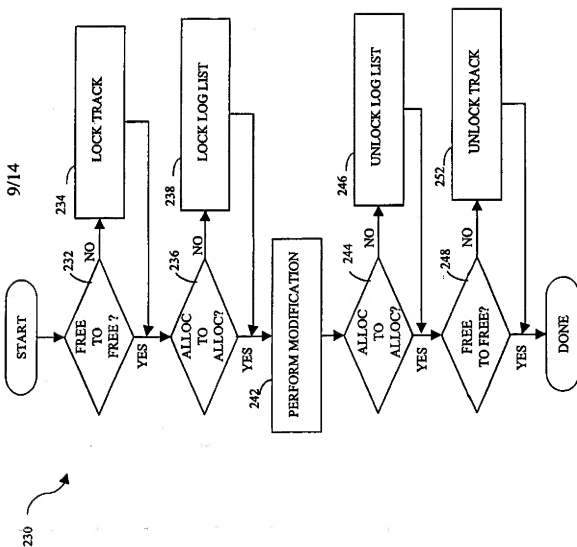 9/14
230
START
232
FREE
TO
FREE ?
NO
YES
234
LOCK TRACK
236
ALLOC
TO
ALLOC?
NO
YES
238
LOCK LOG LIST
242
PERFORM MODIFICATION
244
ALLOC
TO
ALLOC?
NO
YES
246
UNLOCK LOG LIST
248
FREE
TO FREE?
NO
YES
252
UNLOCK TRACK
DONE